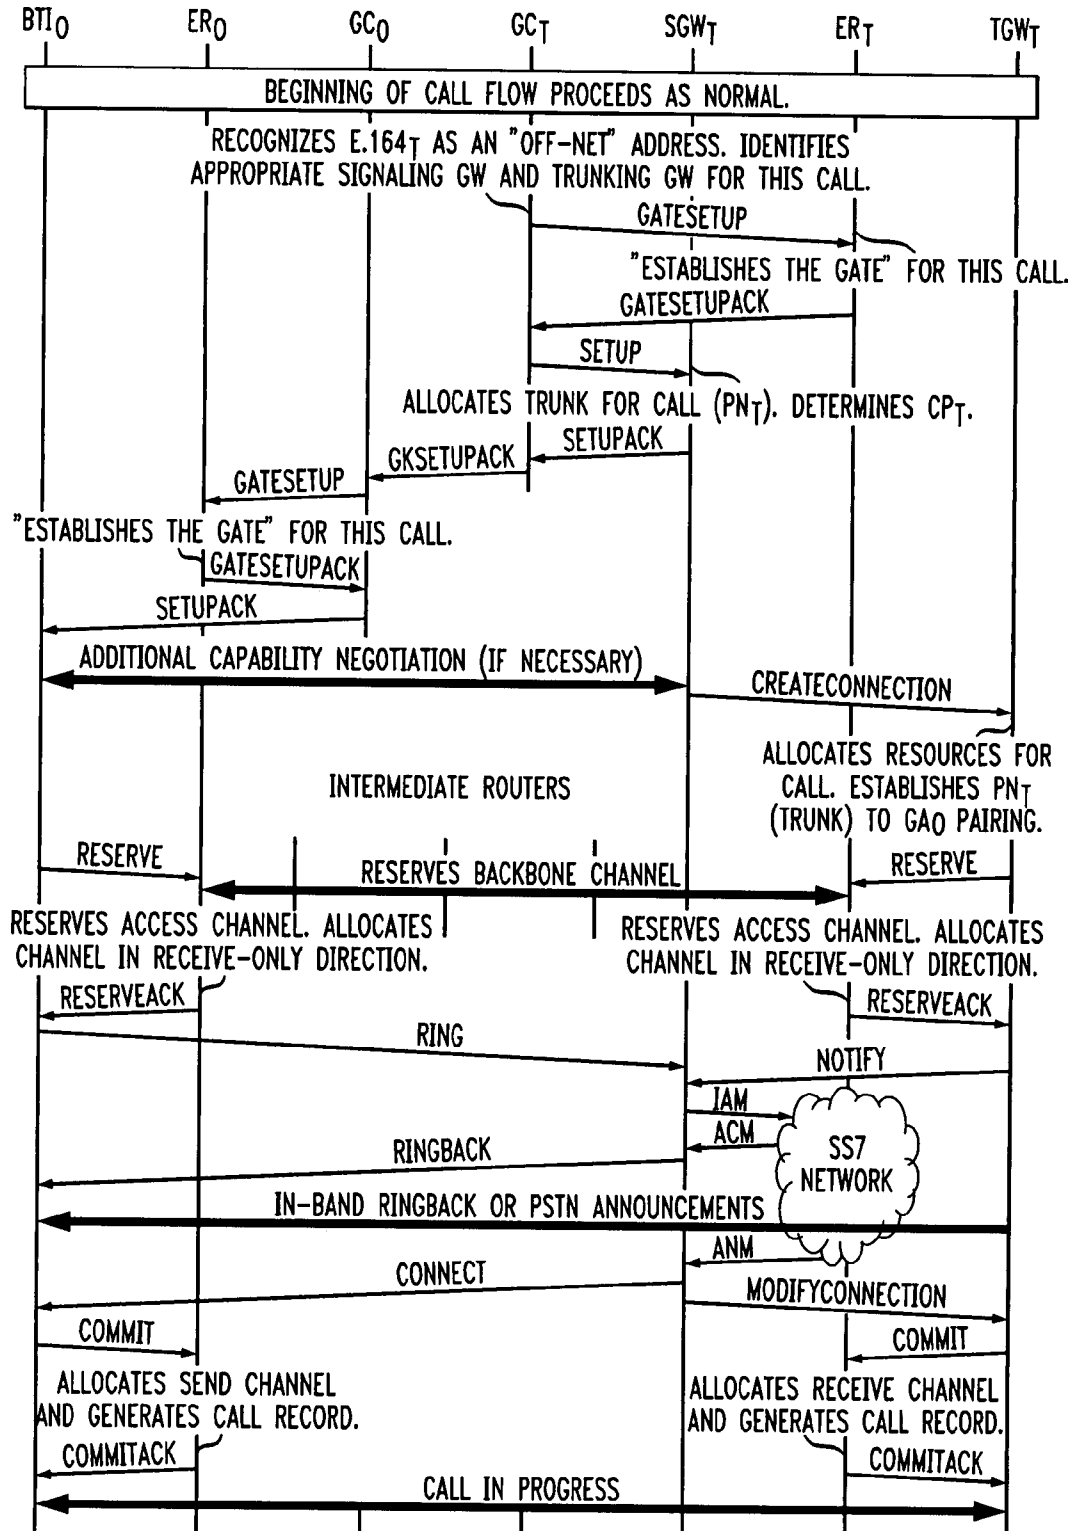 BTIO ERO GCO GCT SGWT ERT TGWT
BEGINNING OF CALL FLOW PROCEEDS AS NORMAL.
RECOGNIZES E.164T AS AN "OFF-NET" ADDRESS. IDENTIFIES
APPROPRIATE SIGNALING GW AND TRUNKING GW FOR THIS CALL.
GATESETUP
"ESTABLISHES THE GATE" FOR THIS CALL.
GATESETUPACK
SETUP
ALLOCATES TRUNK FOR CALL (PNT). DETERMINES CPT.
SETUPACK
GKSETUPACK
GATESETUP
"ESTABLISHES THE GATE" FOR THIS CALL.
GATESETUPACK
SETUPACK
ADDITIONAL CAPABILITY NEGOTIATION (IF NECESSARY)
CREATECONNECTION
ALLOCATES RESOURCES FOR
CALL. ESTABLISHES PNT
(TRUNK) TO GAO PAIRING.
INTERMEDIATE ROUTERS
RESERVE
RESERVES BACKBONE CHANNEL
RESERVE
RESERVES ACCESS CHANNEL. ALLOCATES
CHANNEL IN RECEIVE-ONLY DIRECTION.
RESERVES ACCESS CHANNEL. ALLOCATES
CHANNEL IN RECEIVE-ONLY DIRECTION.
RESERVEACK
RESERVEACK
RING
NOTIFY
IAM
ACM
SS7
NETWORK
RINGBACK
IN-BAND RINGBACK OR PSTN ANNOUNCEMENTS
ANM
CONNECT
MODIFYCONNECTION
COMMIT
COMMIT
ALLOCATES SEND CHANNEL
AND GENERATES CALL RECORD.
ALLOCATES RECEIVE CHANNEL
AND GENERATES CALL RECORD.
COMMITACK
COMMITACK
CALL IN PROGRESS